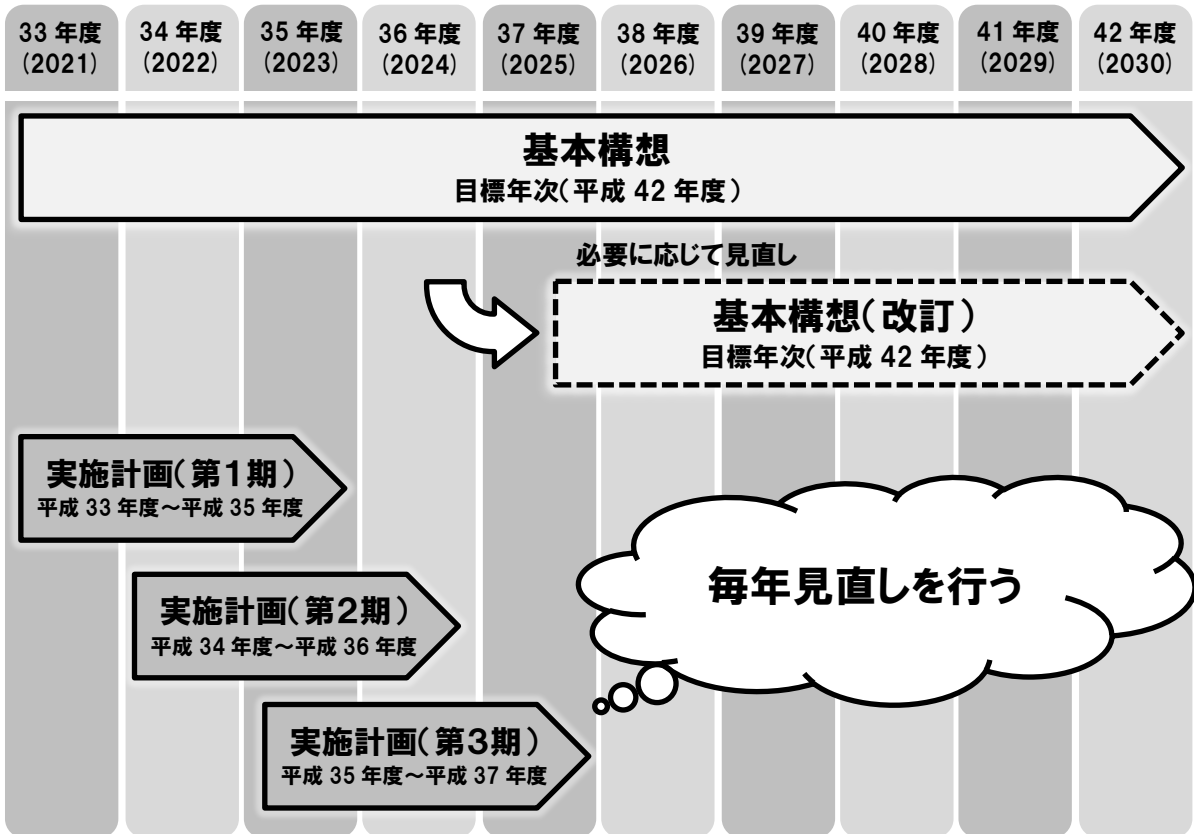 33 年度 34 年度 35 年度 36 年度 37 年度 38 年度 39 年度 40 年度 41 年度 42 年度
(2021) (2022) (2023) (2024) (2025) (2026) (2027) (2028) (2029) (2030)
基本構想
目標年次(平成 42 年度)
必要に応じて見直し
基本構想(改訂)
目標年次(平成 42 年度)
実施計画(第1期)
平成 33 年度~平成 35 年度
毎年見直しを行う
実施計画(第2期)
平成 34 年度~平成 36 年度
実施計画(第3期)
平成 35 年度~平成 37 年度